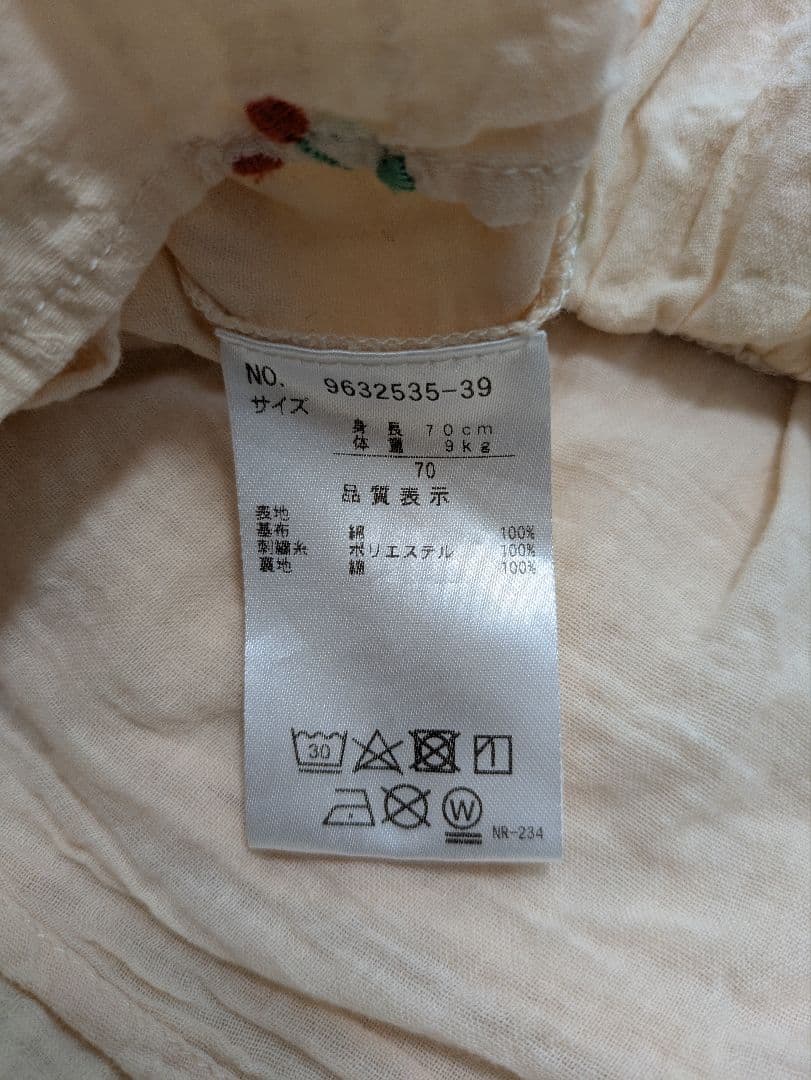 NO. 9632535-39
サイズ
身長 70cm
体重 9kg
70
品質表示
表地
基布 綿 100%
刺繍糸 ポリエステル 100%
裏地 綿 100%
30
W
NR-234